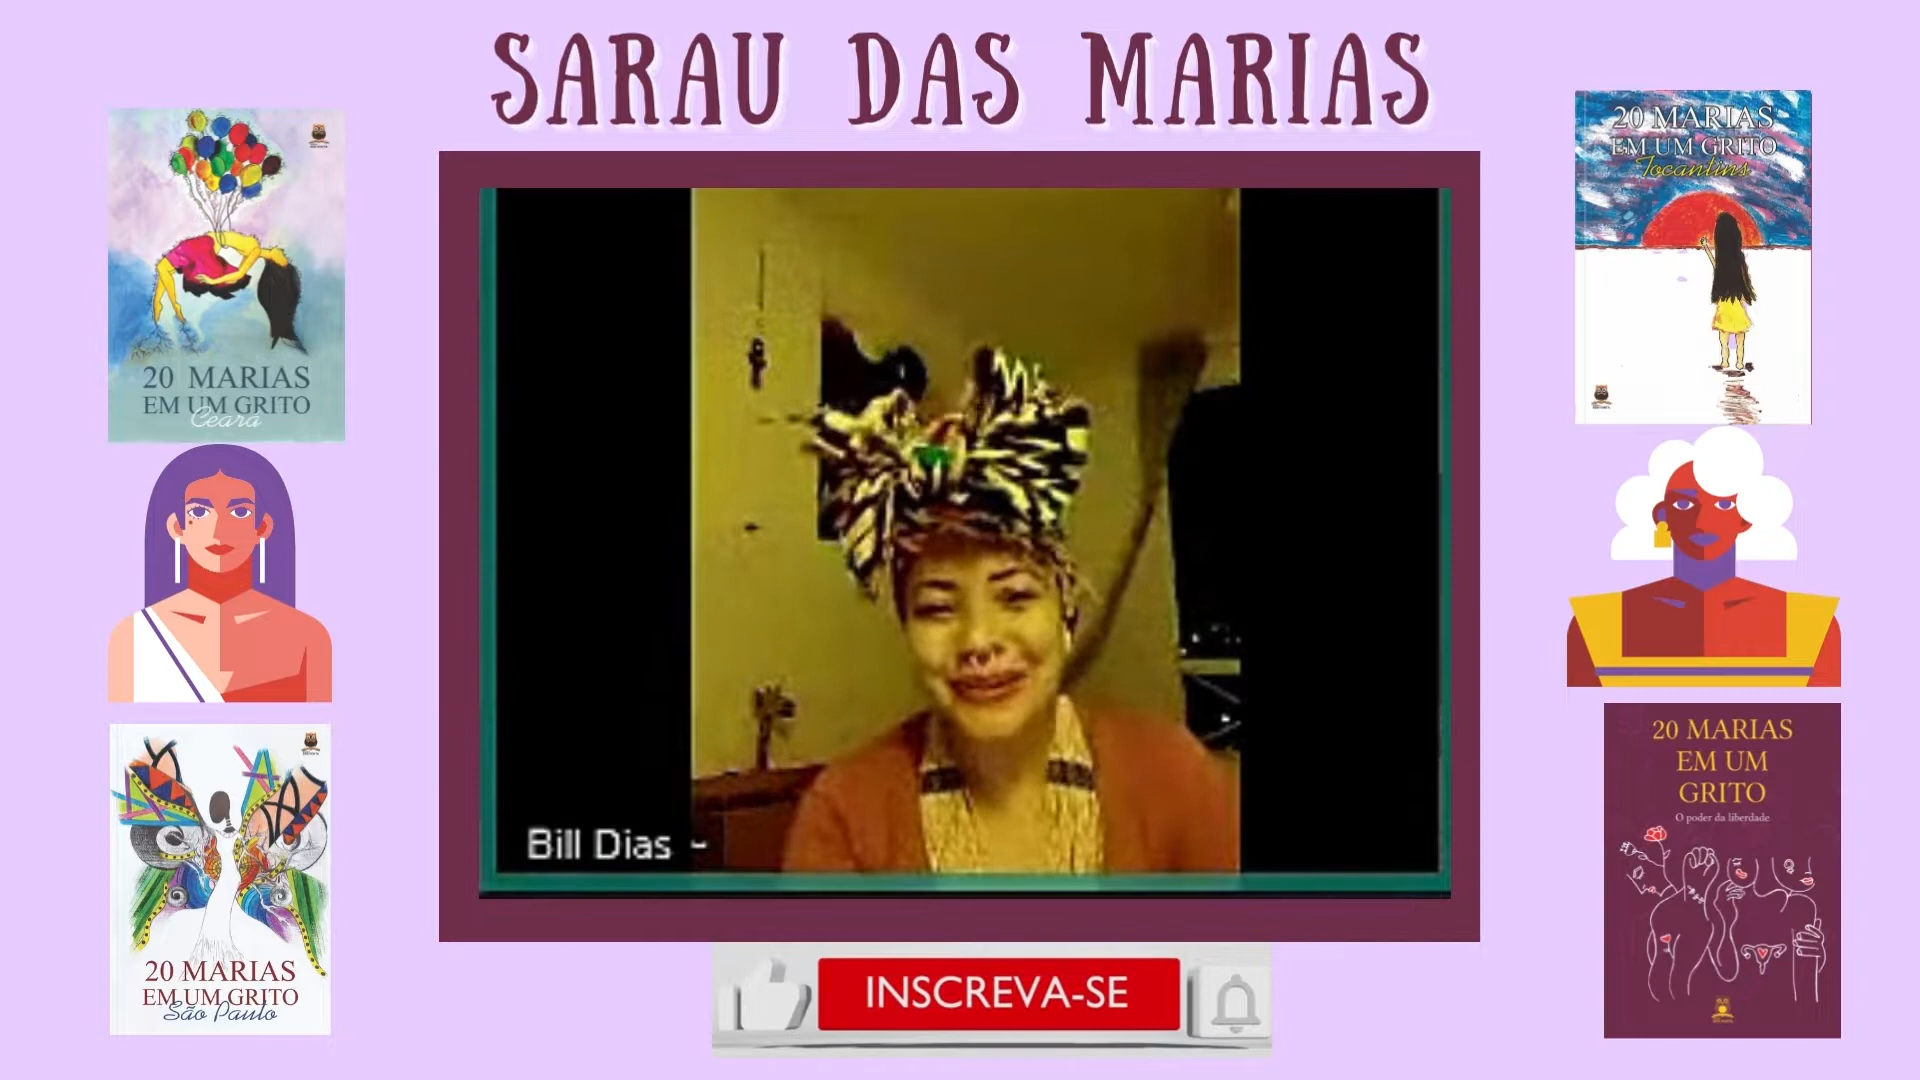 SARAU DAS MARIAS
20 MARIAS
EM UM GRITO
Ceará
20 MARIAS
EM UM GRITO
São Paulo
Bill Dias -
INSCREVA-SE
20 MARIAS
EM UM GRITO
Tocantins
20 MARIAS
EM UM
GRITO
O poder da liberdade